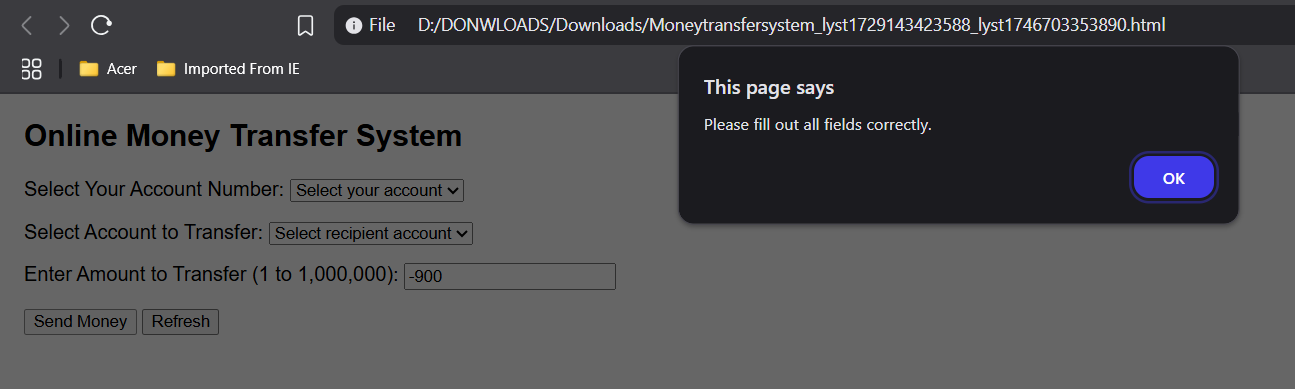 File D:/DONWLOADS/Downloads/Moneytransfersystem_lyst1729143423588_lyst1746703353890.html
Acer Imported From IE
This page says
Please fill out all fields correctly.
OK
Online Money Transfer System
Select Your Account Number: Select your account
Select Account to Transfer: Select recipient account
Enter Amount to Transfer (1 to 1,000,000): -900
Send Money Refresh